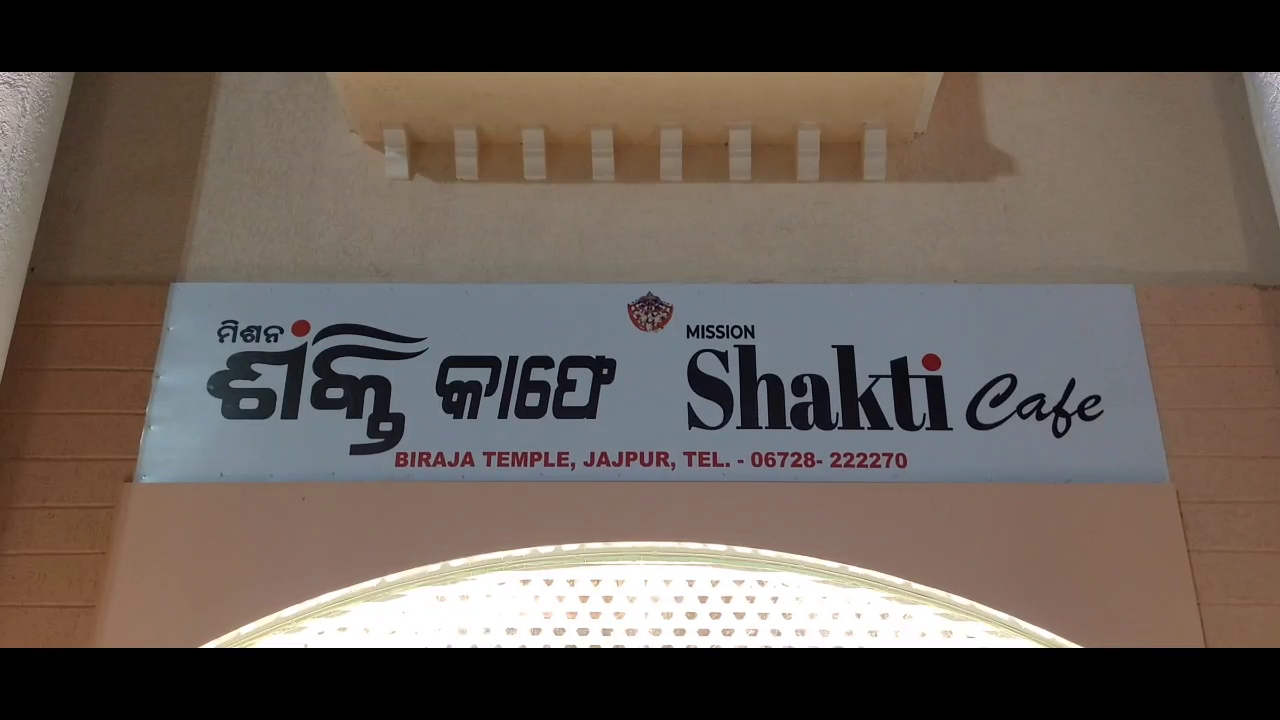 ମିଶନ
ଶକ୍ତି କାଫେ
MISSION
Shakti Cafe
BIRAJA TEMPLE, JAJPUR, TEL. - 06728- 222270